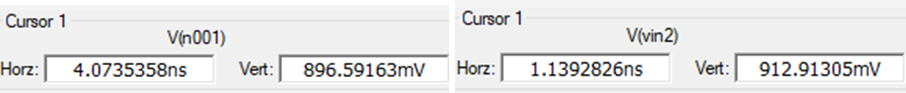 Cursor 1
V(n001)
Horz: 4.0735358ns Vert: 896.59163mV
Cursor 1
V(vin2)
Horz: 1.1392826ns Vert: 912.91305mV